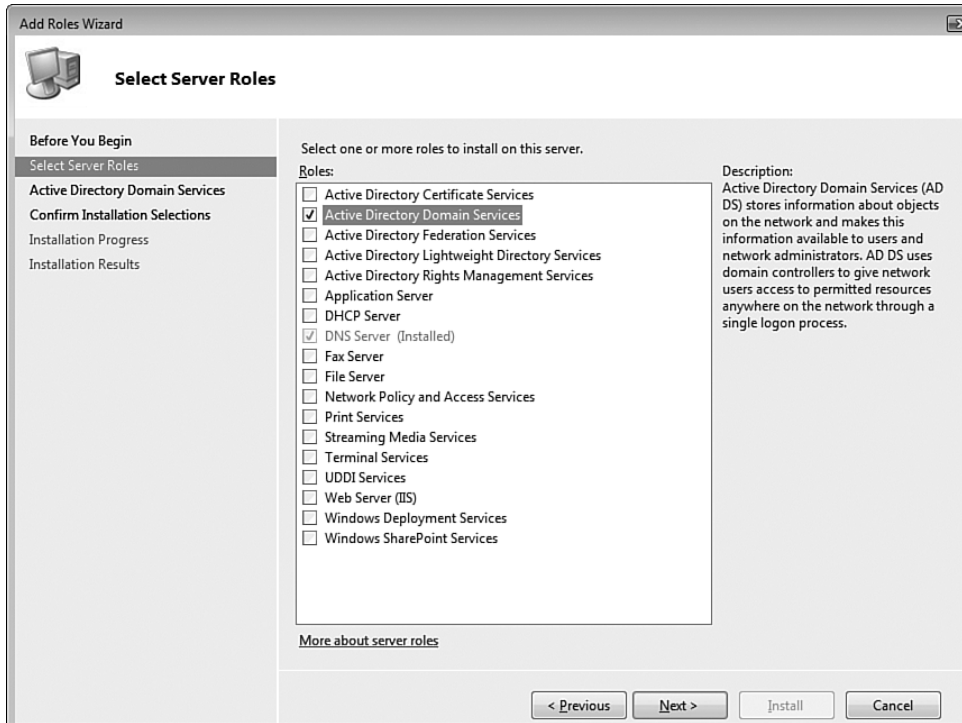 Add Roles Wizard
Select Server Roles
Before You Begin
Select Server Roles
Active Directory Domain Services
Confirm Installation Selections
Installation Progress
Installation Results
Select one or more roles to install on this server.
Roles:
Active Directory Certificate Services
Active Directory Domain Services
Active Directory Federation Services
Active Directory Lightweight Directory Services
Active Directory Rights Management Services
Application Server
DHCP Server
DNS Server (Installed)
Fax Server
File Server
Network Policy and Access Services
Print Services
Streaming Media Services
Terminal Services
UDDI Services
Web Server (IIS)
Windows Deployment Services
Windows SharePoint Services
More about server roles
Description:
Active Directory Domain Services (AD
DS) stores information about objects
on the network and makes this
information available to users and
network administrators. AD DS uses
domain controllers to give network
users access to permitted resources
anywhere on the network through a
single logon process.
< Previous
Next >
Install
Cancel